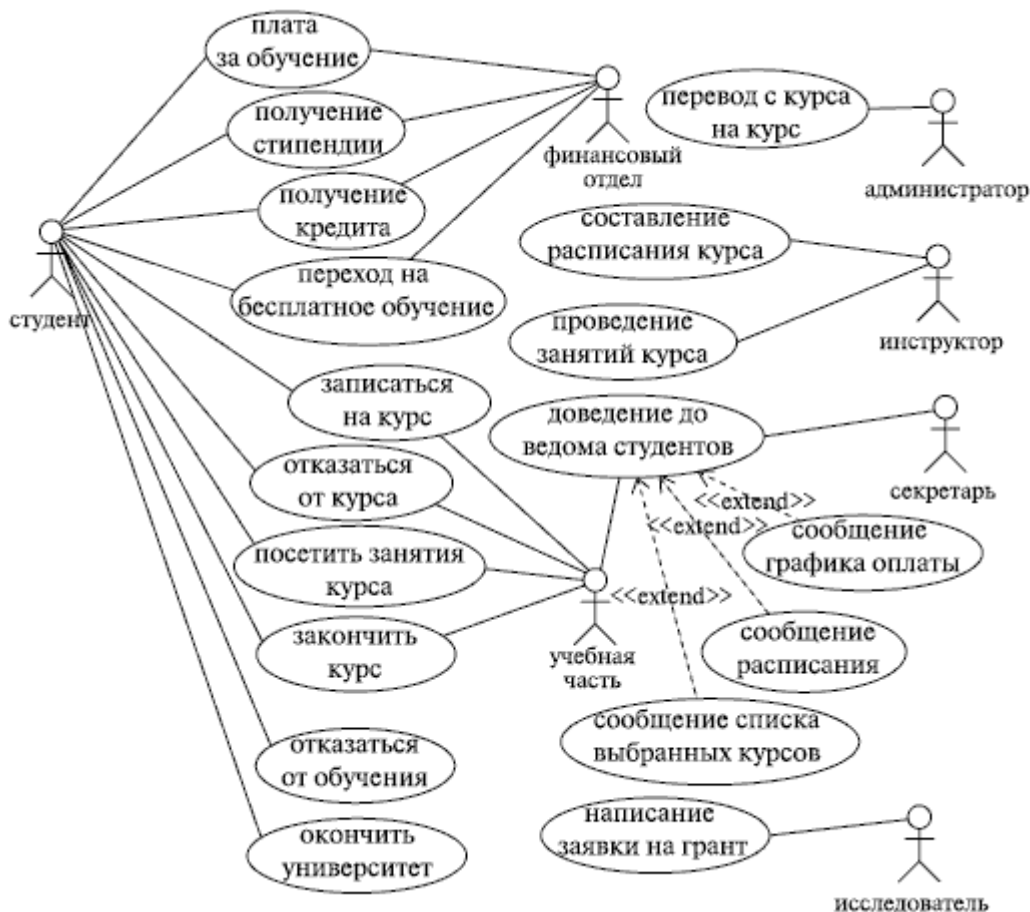 плата
за обучение
получение
стипендии
финансовый
отдел
перевод с курса
на курс
администратор
получение
кредита
составление
расписания курса
студент
переход на
бесплатное обучение
проведение
занятий курса
инструктор
записаться
на курс
доведение до
ведома студентов
секретарь
отказаться
от курса
<<extend>>
<<extend>>
сообщение
графика оплаты
посетить занятия
курса
<<extend>>
закончить
курс
учебная
часть
сообщение
расписания
сообщение списка
выбранных курсов
отказаться
от обучения
написание
заявки на грант
окончить
университет
исследователь